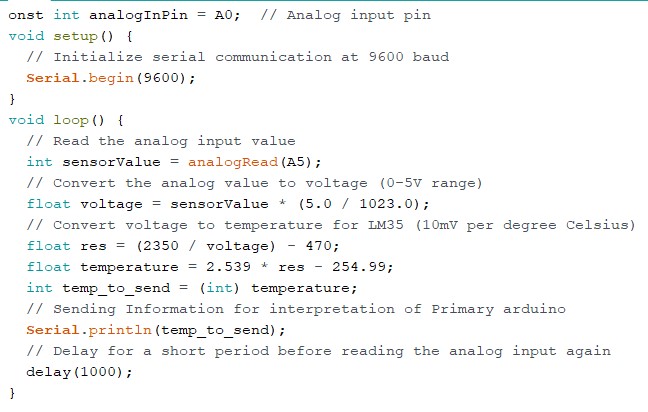 onst int analogInPin = A0;  // Analog input pin
void setup() {
  // Initialize serial communication at 9600 baud
  Serial.begin(9600);
}
void loop() {
  // Read the analog input value
  int sensorValue = analogRead(A5);
  // Convert the analog value to voltage (0-5V range)
  float voltage = sensorValue * (5.0 / 1023.0);
  // Convert voltage to temperature for LM35 (10mV per degree Celsius)
  float res = (2350 / voltage) - 470;
  float temperature = 2.539 * res - 254.99;
  int temp_to_send = (int) temperature;
  // Sending Information for interpretation of Primary arduino
  Serial.println(temp_to_send);
  // Delay for a short period before reading the analog input again
  delay(1000);
}